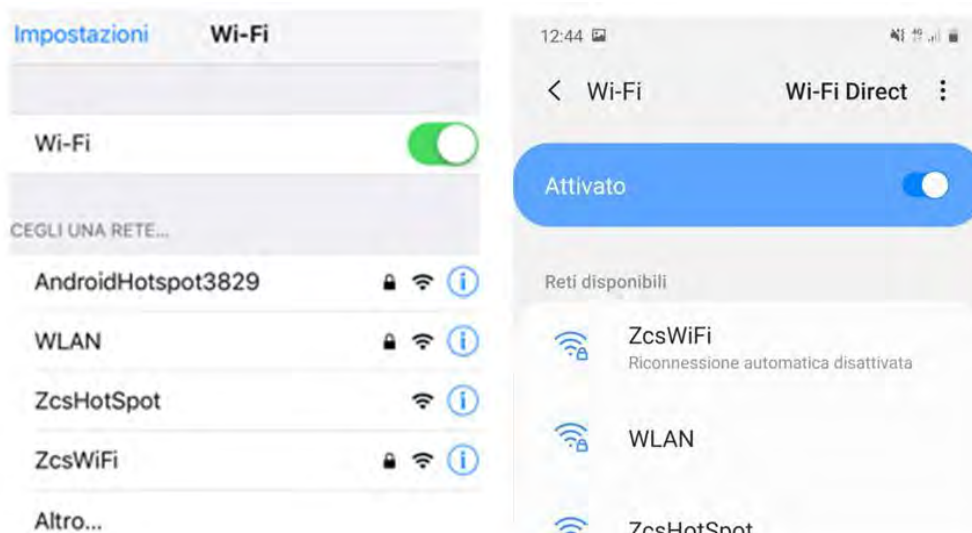 Impostazioni Wi-Fi
Wi-Fi
CEGLI UNA RETE...
AndroidHotspot3829
WLAN
ZcsHotSpot
ZcsWiFi
Altro...
12:44
Wi-Fi Wi-Fi Direct
Attivato
Reti disponibili
ZcsWiFi
Riconnessione automatica disattivata
WLAN
ZcsHotSpot